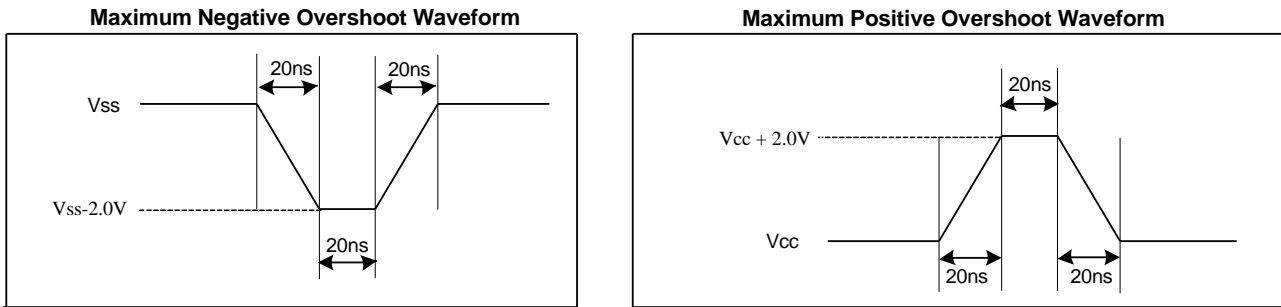 Maximum Negative Overshoot Waveform
20ns
20ns
Vss
Vss-2.0V
20ns
Maximum Positive Overshoot Waveform
20ns
Vcc + 2.0V
Vcc
20ns
20ns